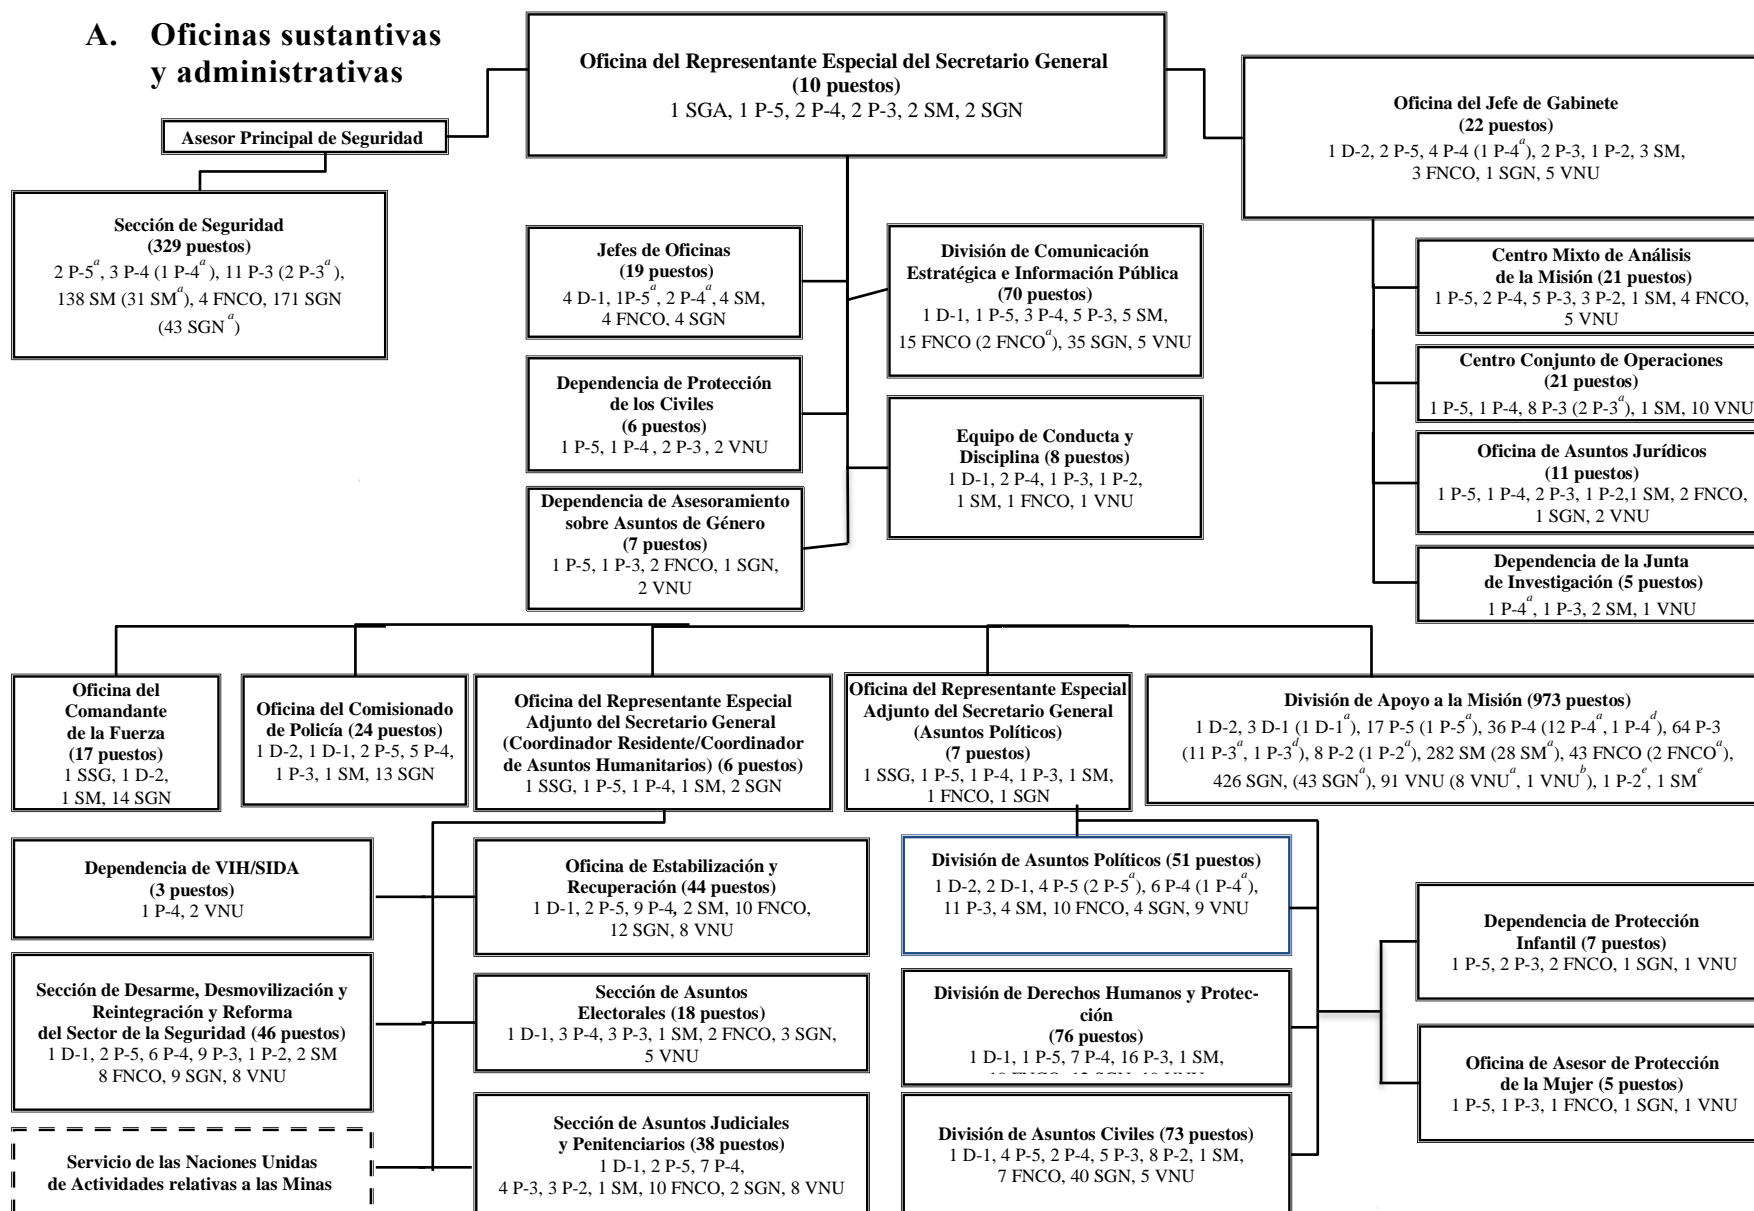 A. Oficinas sustantivas
y administrativas
Oficina del Representante Especial del Secretario General
(10 puestos)
1 SGA, 1 P-5, 2 P-4, 2 P-3, 2 SM, 2 SGN
Oficina del Jefe de Gabinete
(22 puestos)
1 D-2, 2 P-5, 4 P-4 (1 P-4a), 2 P-3, 1 P-2, 3 SM,
3 FNCO, 1 SGN, 5 VNU
Asesor Principal de Seguridad
Sección de Seguridad
(329 puestos)
2 P-5a, 3 P-4 (1 P-4a), 11 P-3 (2 P-3a),
138 SM (31 SMa), 4 FNCO, 171 SGN
(43 SGNa)
Jefes de Oficinas
(19 puestos)
4 D-1, 1P-5a, 2 P-4a, 4 SM,
4 FNCO, 4 SGN
División de Comunicación
Estratégica e Información Pública
(70 puestos)
1 D-1, 1 P-5, 3 P-4, 5 P-3, 5 SM,
15 FNCO (2 FNCOa), 35 SGN, 5 VNU
Centro Mixto de Análisis
de la Misión (21 puestos)
1 P-5, 2 P-4, 5 P-3, 3 P-2, 1 SM, 4 FNCO,
5 VNU
Dependencia de Protección
de los Civiles
(6 puestos)
1 P-5, 1 P-4 , 2 P-3 , 2 VNU
Centro Conjunto de Operaciones
(21 puestos)
1 P-5, 1 P-4, 8 P-3 (2 P-3a), 1 SM, 10 VNU
Equipo de Conducta y
Disciplina (8 puestos)
1 D-1, 2 P-4, 1 P-3, 1 P-2,
1 SM, 1 FNCO, 1 VNU
Oficina de Asuntos Jurídicos
(11 puestos)
1 P-5, 1 P-4, 2 P-3, 1 P-2,1 SM, 2 FNCO,
1 SGN, 2 VNU
Dependencia de Asesoramiento
sobre Asuntos de Género
(7 puestos)
1 P-5, 1 P-3, 2 FNCO, 1 SGN,
2 VNU
Dependencia de la Junta
de Investigación (5 puestos)
1 P-4a, 1 P-3, 2 SM, 1 VNU
Oficina del
Comandante
de la Fuerza
(17 puestos)
1 SSG, 1 D-2,
1 SM, 14 SGN
Oficina del Comisionado
de Policía (24 puestos)
1 D-2, 1 D-1, 2 P-5, 5 P-4,
1 P-3, 1 SM, 13 SGN
Oficina del Representante Especial
Adjunto del Secretario General
(Coordinador Residente/Coordinador
de Asuntos Humanitarios) (6 puestos)
1 SSG, 1 P-5, 1 P-4, 1 SM, 2 SGN
Oficina del Representante Especial
Adjunto del Secretario General
(Asuntos Políticos)
(7 puestos)
1 SSG, 1 P-5, 1 P-4, 1 P-3, 1 SM,
1 FNCO, 1 SGN
División de Apoyo a la Misión (973 puestos)
1 D-2, 3 D-1 (1 D-1a), 17 P-5 (1 P-5a), 36 P-4 (12 P-4a, 1 P-4d), 64 P-3
(11 P-3a, 1 P-3d), 8 P-2 (1 P-2a), 282 SM (28 SMa), 43 FNCO (2 FNCOa),
426 SGN, (43 SGNa), 91 VNU (8 VNUa, 1 VNUb), 1 P-2e, 1 SMe
Dependencia de VIH/SIDA
(3 puestos)
1 P-4, 2 VNU
Oficina de Estabilización y
Recuperación (44 puestos)
1 D-1, 2 P-5, 9 P-4, 2 SM, 10 FNCO,
12 SGN, 8 VNU
División de Asuntos Políticos (51 puestos)
1 D-2, 2 D-1, 4 P-5 (2 P-5a), 6 P-4 (1 P-4a),
11 P-3, 4 SM, 10 FNCO, 4 SGN, 9 VNU
Dependencia de Protección
Infantil (7 puestos)
1 P-5, 2 P-3, 2 FNCO, 1 SGN, 1 VNU
Sección de Desarme, Desmovilización y
Reintegración y Reforma
del Sector de la Seguridad (46 puestos)
1 D-1, 2 P-5, 6 P-4, 9 P-3, 1 P-2, 2 SM
8 FNCO, 9 SGN, 8 VNU
Sección de Asuntos
Electorales (18 puestos)
1 D-1, 3 P-4, 3 P-3, 1 SM, 2 FNCO, 3 SGN,
5 VNU
División de Derechos Humanos y Protec-
ción
(76 puestos)
1 D-1, 1 P-5, 7 P-4, 16 P-3, 1 SM,
Oficina de Asesor de Protección
de la Mujer (5 puestos)
1 P-5, 1 P-3, 1 FNCO, 1 SGN, 1 VNU
Servicio de las Naciones Unidas
de Actividades relativas a las Minas
Sección de Asuntos Judiciales
y Penitenciarios (38 puestos)
1 D-1, 2 P-5, 7 P-4,
4 P-3, 3 P-2, 1 SM, 10 FNCO, 2 SGN, 8 VNU
División de Asuntos Civiles (73 puestos)
1 D-1, 4 P-5, 2 P-4, 5 P-3, 8 P-2, 1 SM,
7 FNCO, 40 SGN, 5 VNU